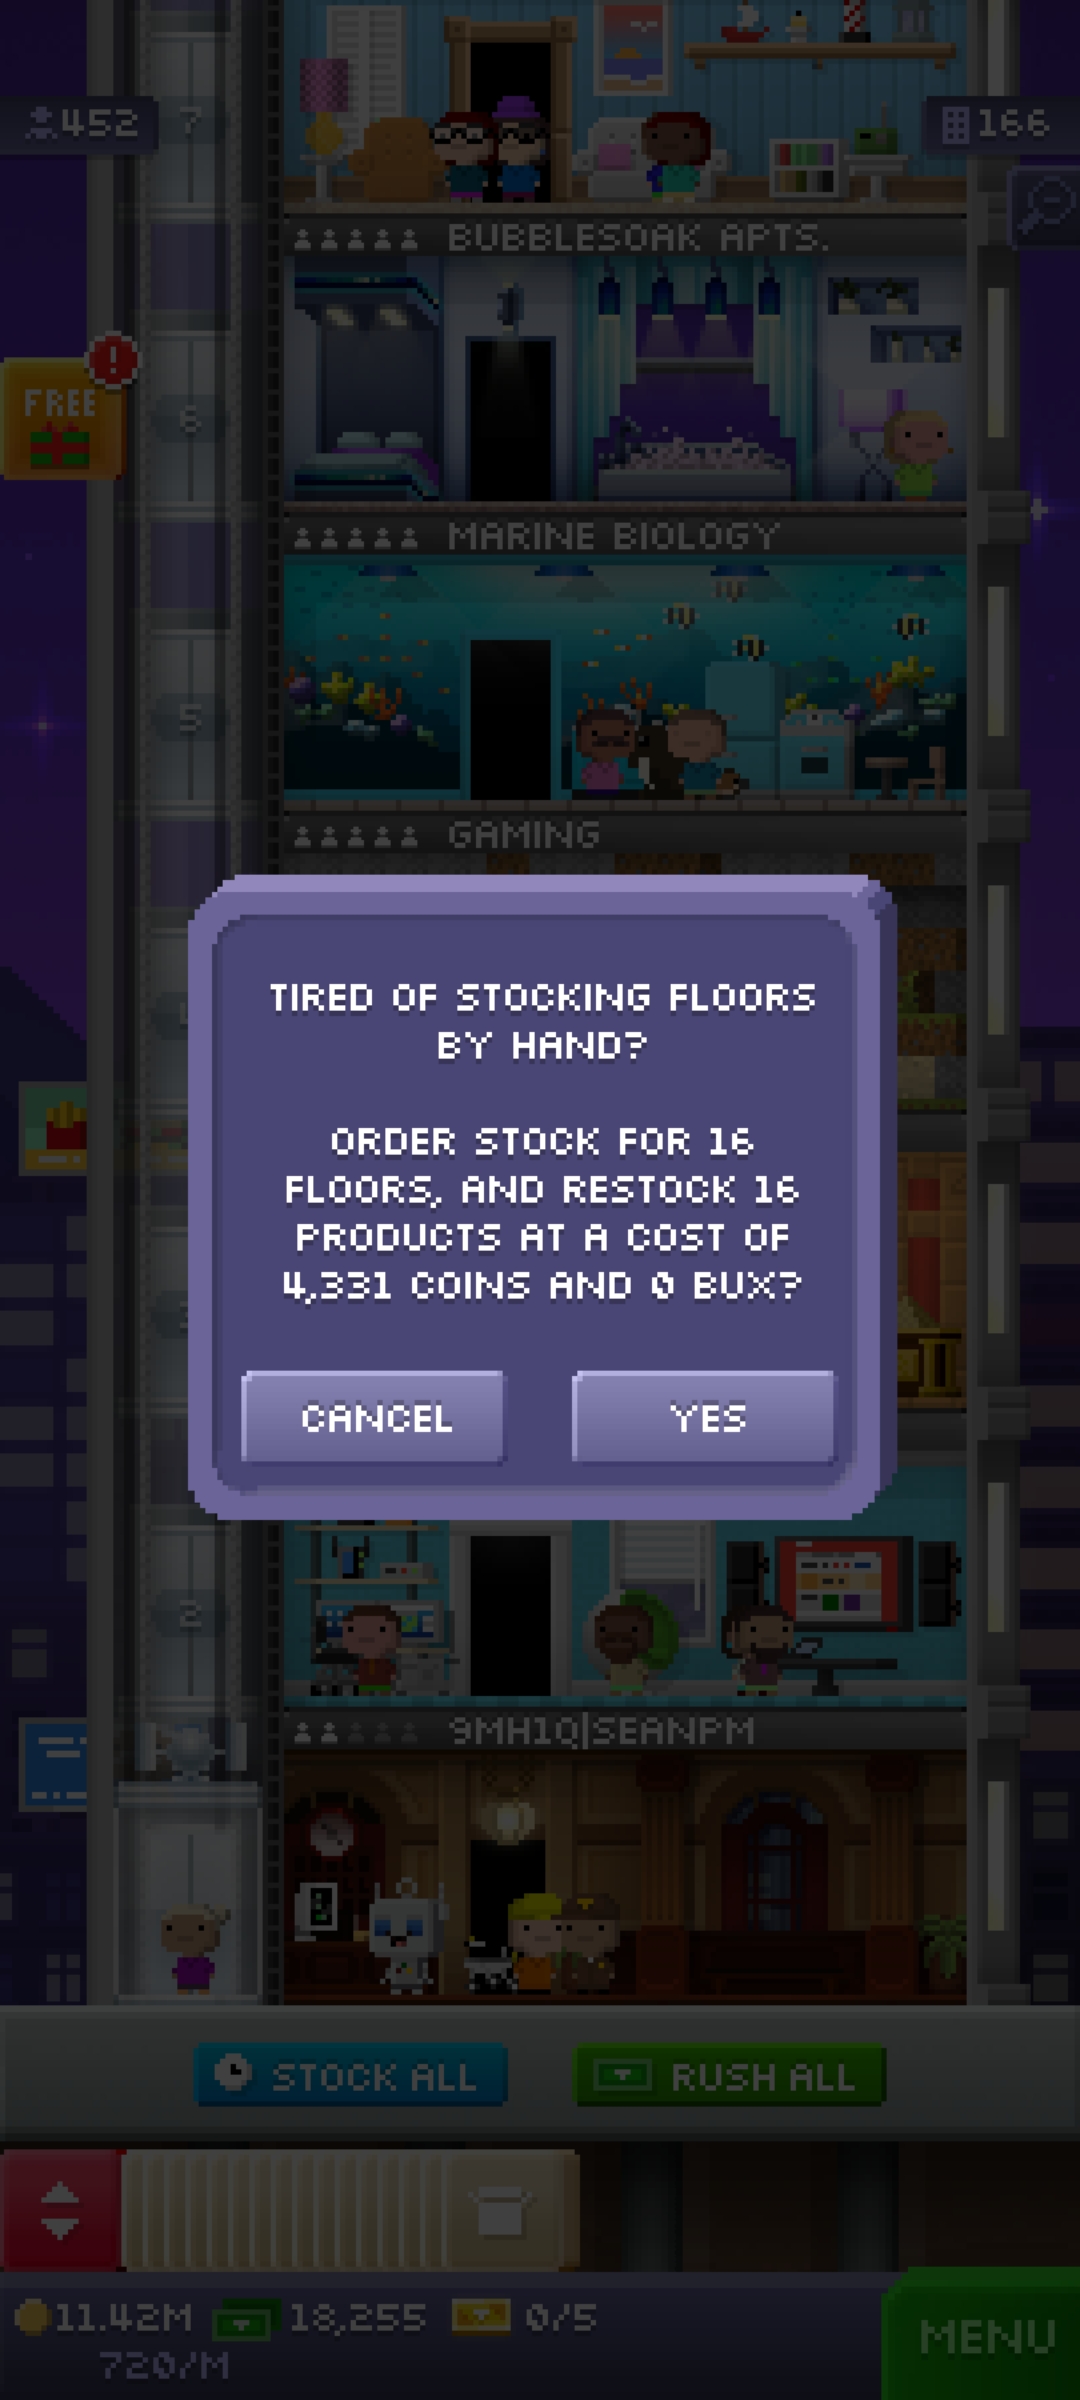 452
7
166
BUBBLESOAK APTS.
FREE
!
6
MARINE BIOLOGY
5
GAMING
TIRED OF STOCKING FLOORS
BY HAND?
ORDER STOCK FOR 16
FLOORS, AND RESTOCK 16
PRODUCTS AT A COST OF
4,331 COINS AND 0 BUX?
CANCEL
YES
2
9MH1Q|SEANPM
STOCK ALL
RUSH ALL
11.42M
18,255
0/5
720/M
MENU